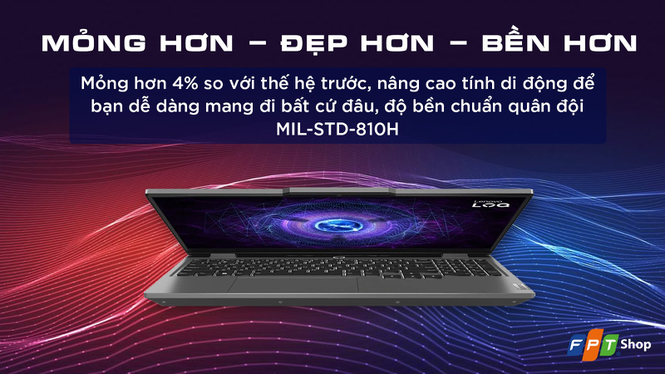 MỎNG HƠN – ĐẸP HƠN – BỀN HƠN
Mỏng hơn 4% so với thế hệ trước, nâng cao tính di động để
bạn dễ dàng mang đi bất cứ đâu, độ bền chuẩn quân đội
MIL-STD-810H
Lenovo
LOQ
FPT Shop